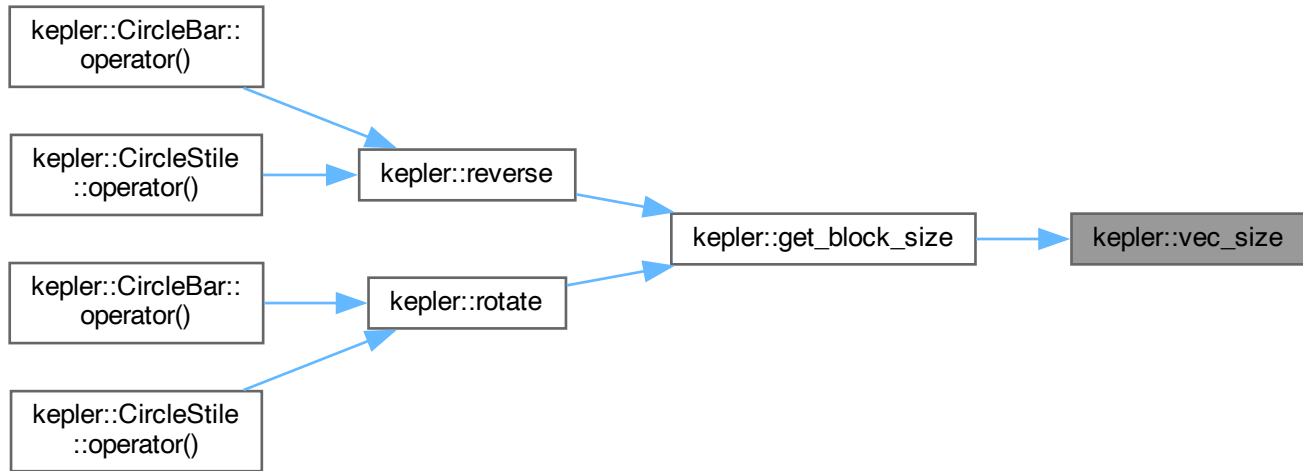 kepler::CircleBar::
operator()
kepler::CircleStile
::operator()
kepler::reverse
kepler::get_block_size
kepler::vec_size
kepler::CircleBar::
operator()
kepler::rotate
kepler::CircleStile
::operator()